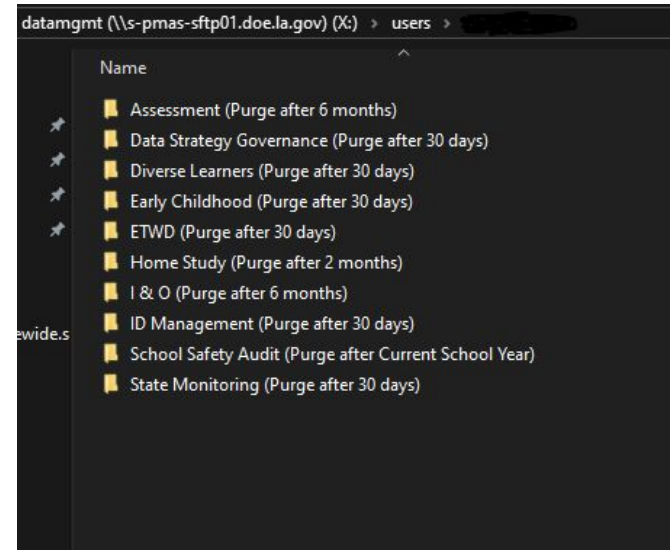 datamgmt (\\s-pmas-sftp01.doe.la.gov) (X:) > users >
Name
Assessment (Purge after 6 months)
Data Strategy Governance (Purge after 30 days)
Diverse Learners (Purge after 30 days)
Early Childhood (Purge after 30 days)
ETWD (Purge after 30 days)
Home Study (Purge after 2 months)
I & O (Purge after 6 months)
ID Management (Purge after 30 days)
ewide.s
School Safety Audit (Purge after Current School Year)
State Monitoring (Purge after 30 days)